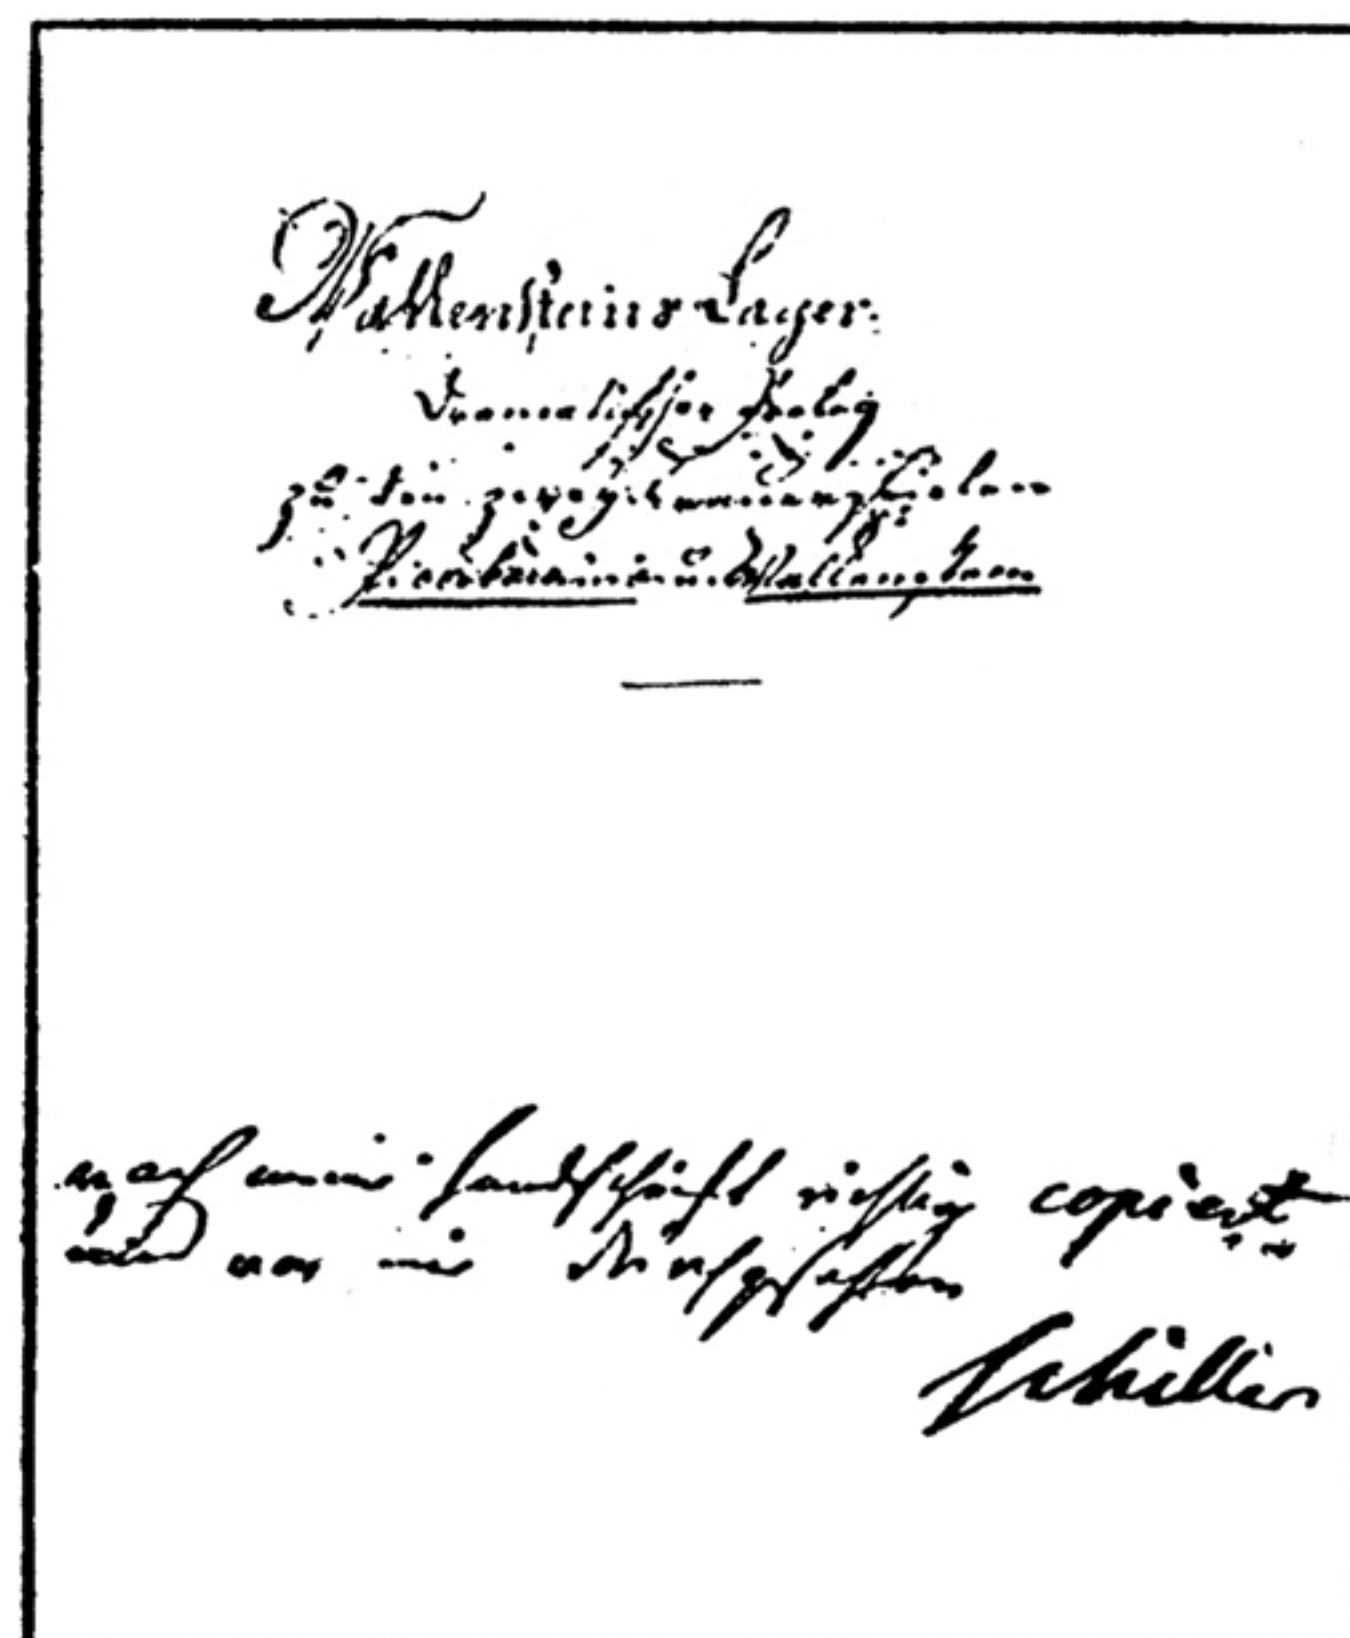 Wallensteins Lager.
Dramatischer Prolog
zu den zwey Trauerspielen
Piccolomini und Wallenstein
nach meiner Handschrift richtig copiert
und von mir durchgesehen
Schiller